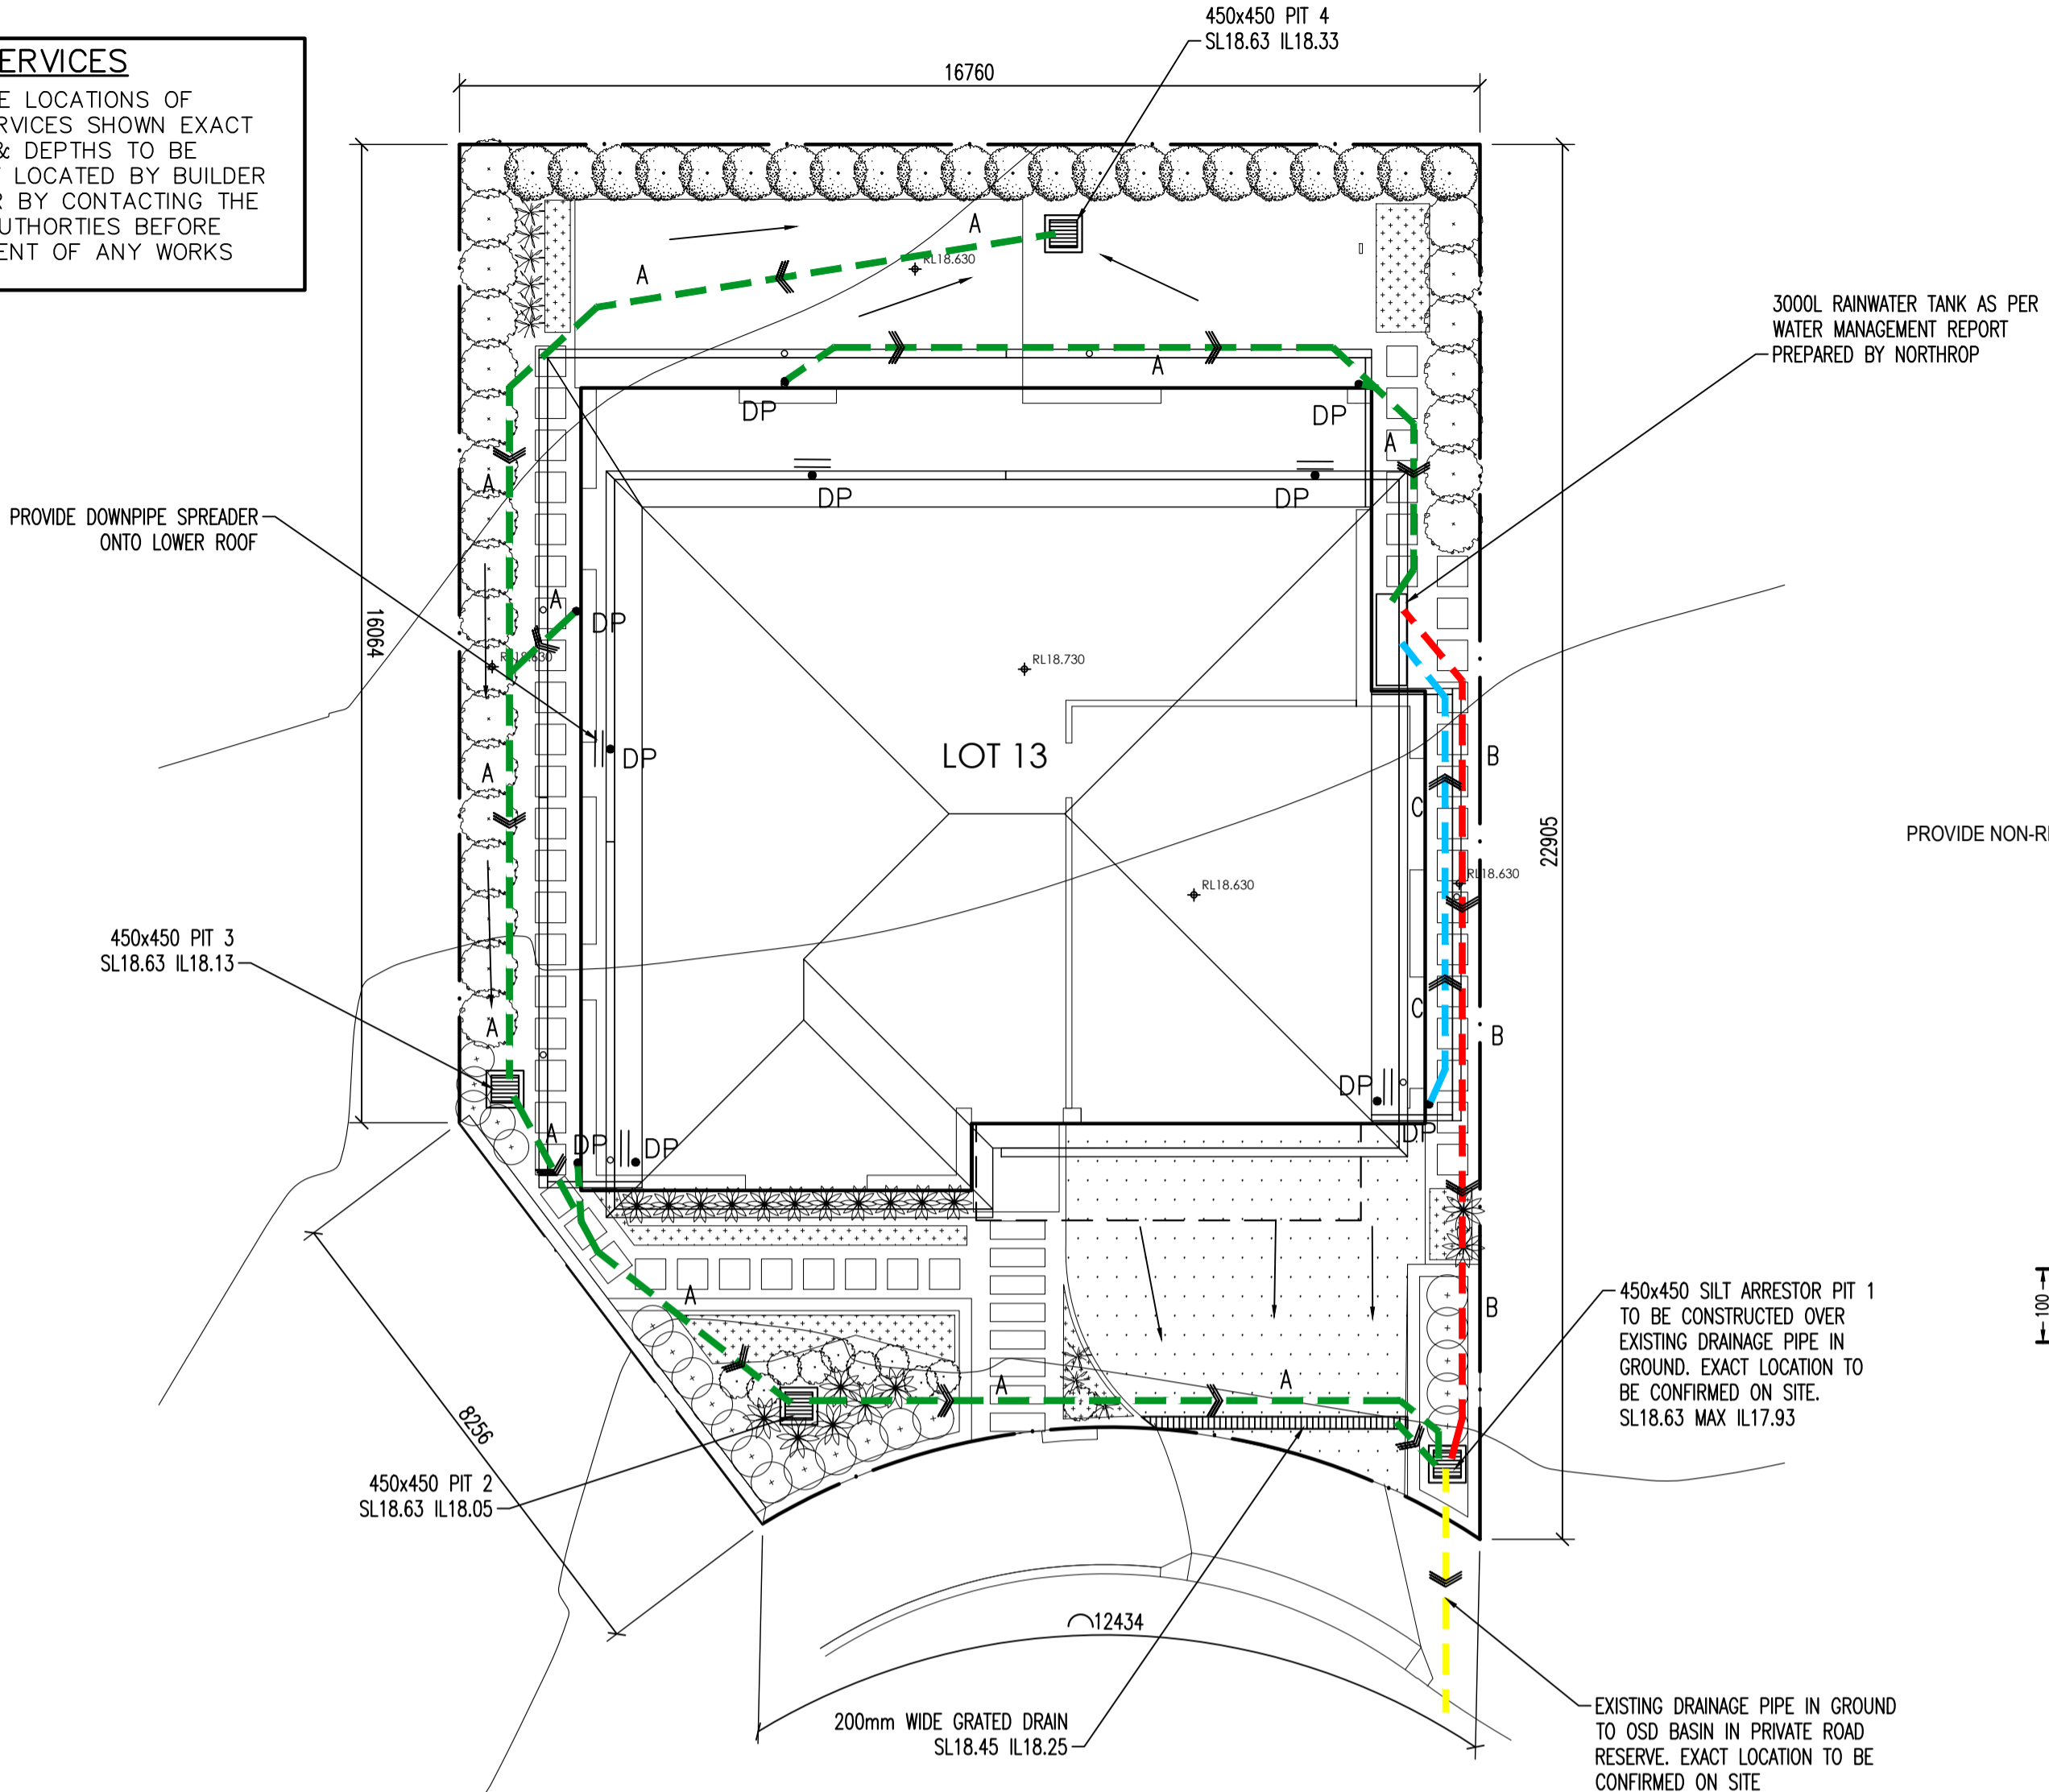 ERVICES
E LOCATIONS OF
RVICES SHOWN EXACT
& DEPTHS TO BE
LOCATED BY BUILDER
R BY CONTACTING THE
UTHORTIES BEFORE
ENT OF ANY WORKS
450x450 PIT 4
SL18.63 IL18.33
16760
A
A
RL18.630
3000L RAINWATER TANK AS PER
WATER MANAGEMENT REPORT
PREPARED BY NORTHROP
A
DP
DP
A
A
DP
DP
PROVIDE DOWNPIPE SPREADER
ONTO LOWER ROOF
16064
A
DP
RL18.630
RL18.730
DP
LOT 13
B
A
C
22905
PROVIDE NON-R
RL18.630
RL18.630
450x450 PIT 3
SL18.63 IL18.13
C
A
B
DP
A
DP
DP
DP
450x450 SILT ARRESTOR PIT 1
TO BE CONSTRUCTED OVER
EXISTING DRAINAGE PIPE IN
GROUND. EXACT LOCATION TO
BE CONFIRMED ON SITE.
SL18.63 MAX IL17.93
100
A
B
A
A
8256
450x450 PIT 2
SL18.63 IL18.05
12434
200mm WIDE GRATED DRAIN
SL18.45 IL18.25
EXISTING DRAINAGE PIPE IN GROUND
TO OSD BASIN IN PRIVATE ROAD
RESERVE. EXACT LOCATION TO BE
CONFIRMED ON SITE